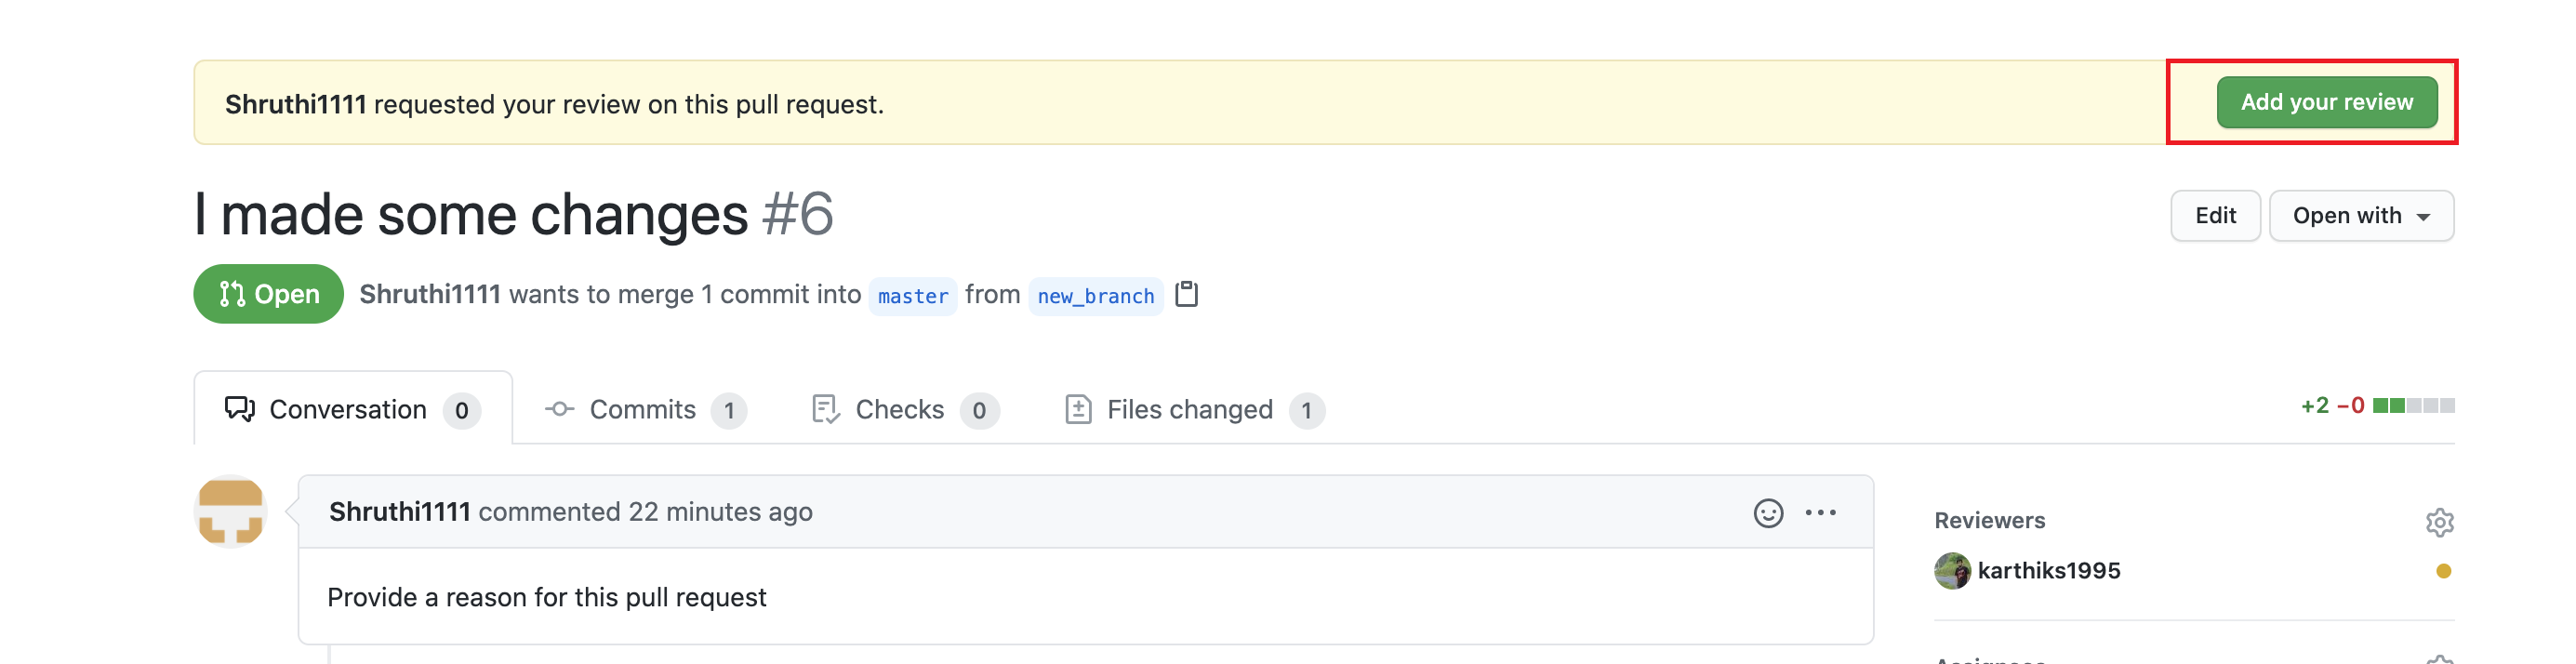 Shruthi1111 requested your review on this pull request.
Add your review
I made some changes #6
Edit
Open with
Open
Shruthi1111 wants to merge 1 commit into master from new_branch
Conversation 0
Commits 1
Checks 0
Files changed 1
+2 −0
Shruthi1111 commented 22 minutes ago
Reviewers
karthiks1995
Provide a reason for this pull request